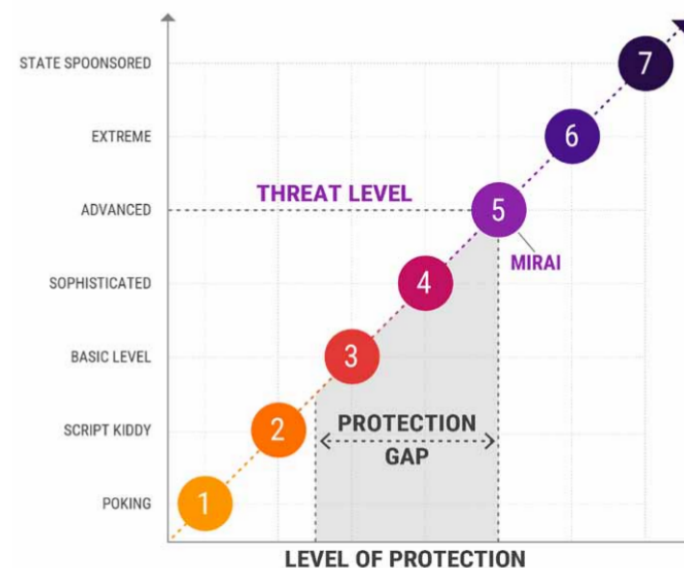 STATE SPOONSORED
7
EXTREME
6
THREAT LEVEL
ADVANCED
5
MIRAI
SOPHISTICATED
4
BASIC LEVEL
3
SCRIPT KIDDY
2
PROTECTION
GAP
POKING
1
LEVEL OF PROTECTION